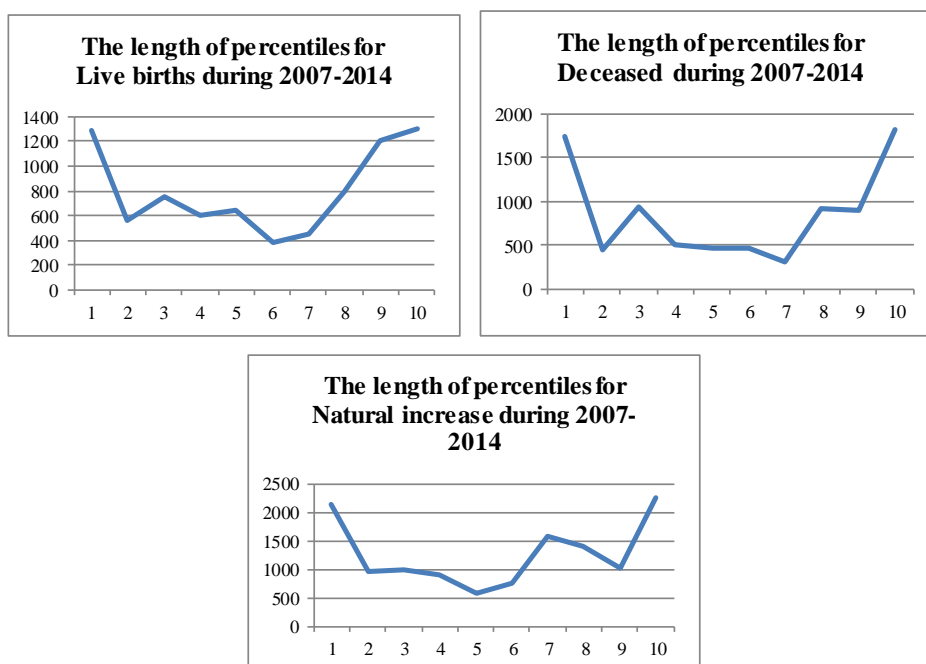 The length of percentiles for
Live births during 2007-2014
1400
1200
1000
800
600
400
200
0
1 2 3 4 5 6 7 8 9 10
The length of percentiles for
Deceased during 2007-2014
2000
1500
1000
500
0
1 2 3 4 5 6 7 8 9 10
The length of percentiles for
Natural increase during 2007-
2014
2500
2000
1500
1000
500
0
1 2 3 4 5 6 7 8 9 10